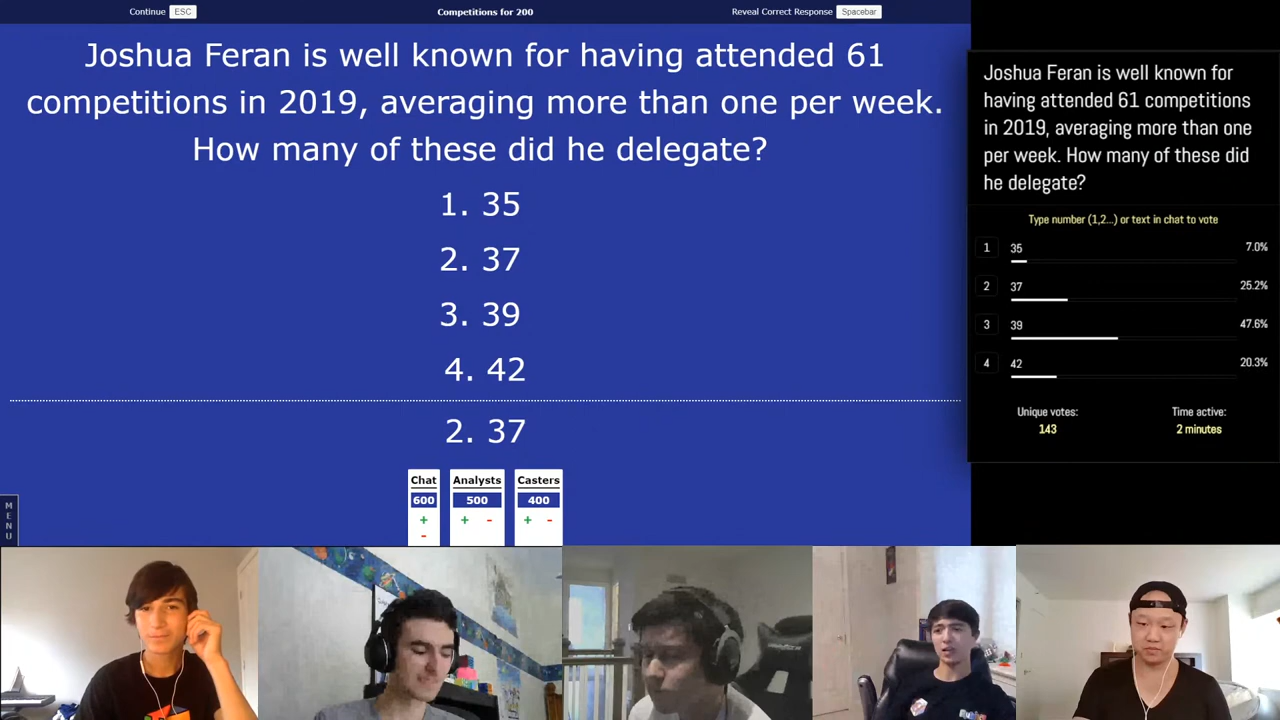 Continue ESC
Competitions for 200
Reveal Correct Response Spacebar
Joshua Feran is well known for having attended 61
competitions in 2019, averaging more than one per week.
How many of these did he delegate?
1. 35
2. 37
3. 39
4. 42
2. 37
Chat Analysts Casters
600 500 400
+ + - + -
-
MENU
Joshua Feran is well known for
having attended 61 competitions
in 2019, averaging more than one
per week. How many of these did
he delegate?
Type number (1,2...) or text in chat to vote
1 35 7.0%
2 37 25.2%
3 39 47.6%
4 42 20.3%
Unique votes: Time active:
143 2 minutes